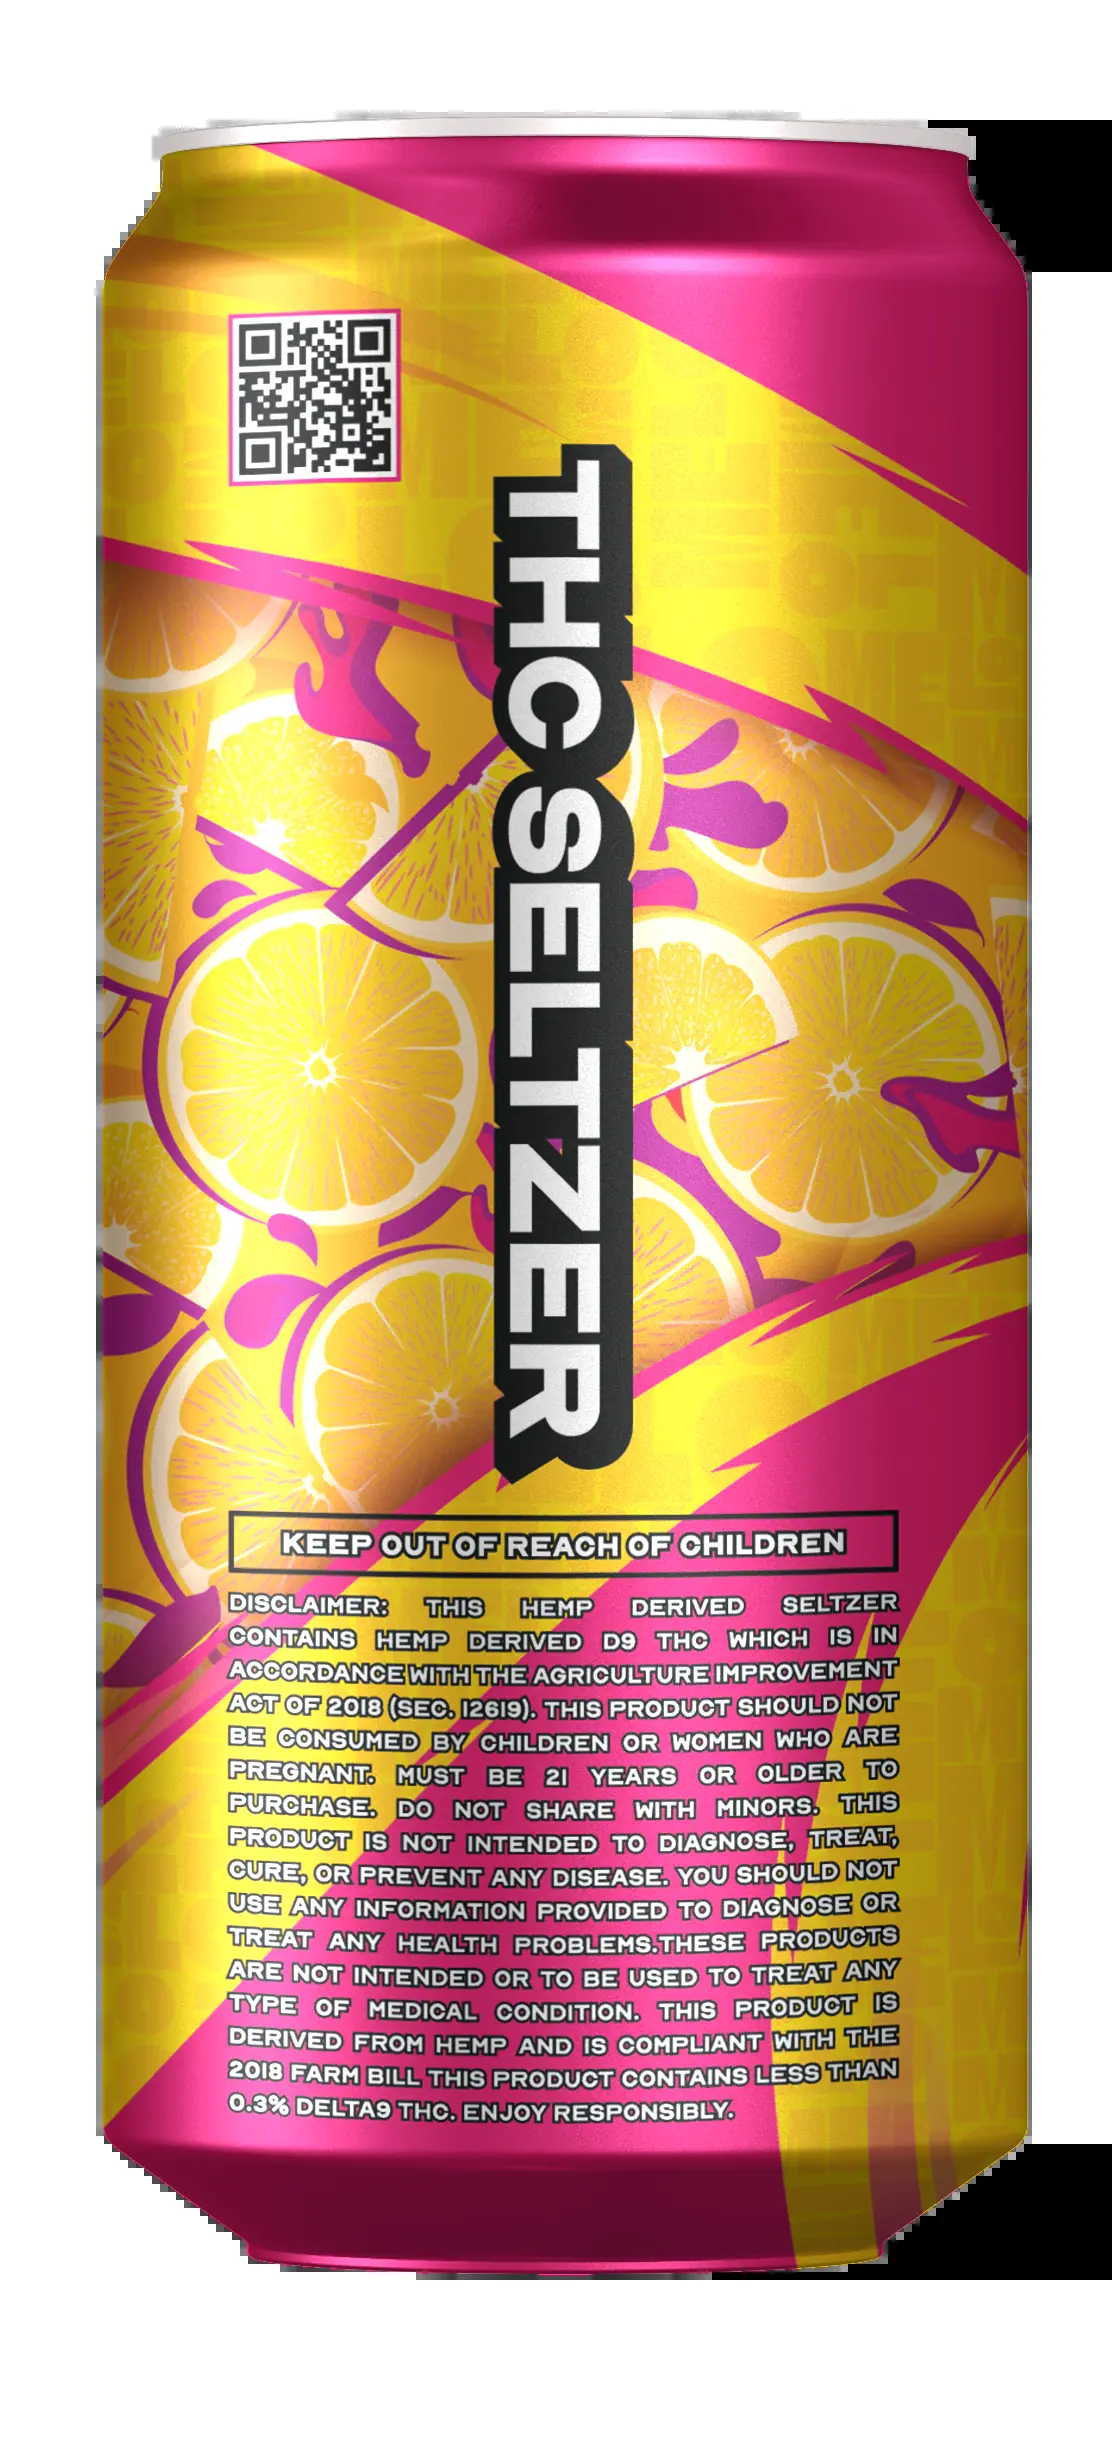 THC SELTZER
KEEP OUT OF REACH OF CHILDREN
DISCLAIMER: THIS HEMP DERIVED SELTZER
CONTAINS HEMP DERIVED D9 THC WHICH IS IN
ACCORDANCE WITH THE AGRICULTURE IMPROVEMENT
ACT OF 2018 (SEC. 12619). THIS PRODUCT SHOULD NOT
BE CONSUMED BY CHILDREN OR WOMEN WHO ARE
PREGNANT. MUST BE 21 YEARS OR OLDER TO
PURCHASE. DO NOT SHARE WITH MINORS. THIS
PRODUCT IS NOT INTENDED TO DIAGNOSE, TREAT,
CURE, OR PREVENT ANY DISEASE. YOU SHOULD NOT
USE ANY INFORMATION PROVIDED TO DIAGNOSE OR
TREAT ANY HEALTH PROBLEMS.THESE PRODUCTS
ARE NOT INTENDED OR TO BE USED TO TREAT ANY
TYPE OF MEDICAL CONDITION. THIS PRODUCT IS
DERIVED FROM HEMP AND IS COMPLIANT WITH THE
2018 FARM BILL THIS PRODUCT CONTAINS LESS THAN
0.3% DELTA9 THC. ENJOY RESPONSIBLY.